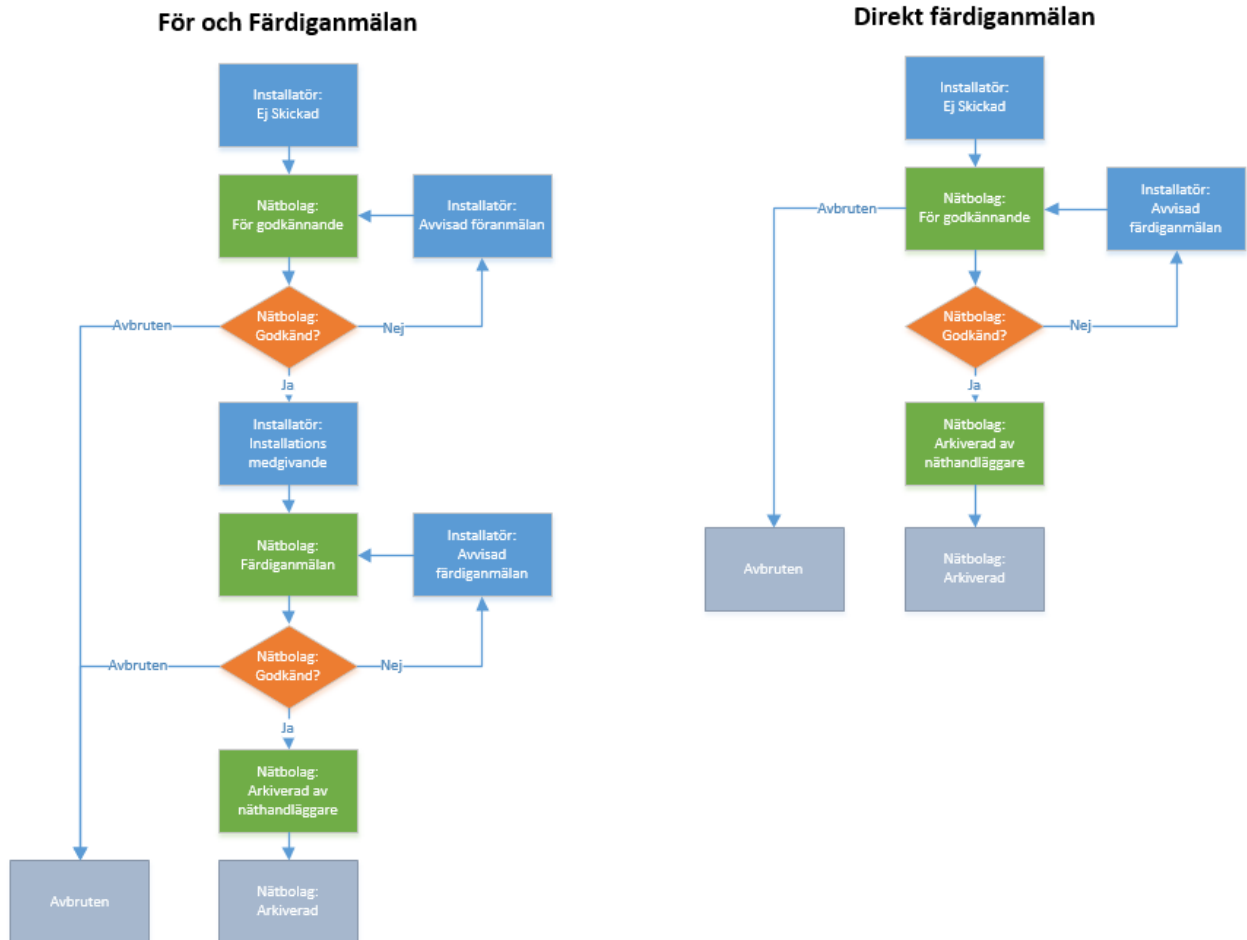 För och Färdiganmälan
Installatör:
Ej Skickad
Nätbolag:
För godkännande
Installatör:
Avvisad föranmälan
Nätbolag:
Godkänd?
Avbruten
Nej
Ja
Installatör:
Installations
medgivande
Nätbolag:
Färdiganmälan
Installatör:
Avvisad
färdiganmälan
Nätbolag:
Godkänd?
Avbruten
Nej
Ja
Nätbolag:
Arkiverad av
näthandläggare
Avbruten
Nätbolag:
Arkiverad
Direkt färdiganmälan
Installatör:
Ej Skickad
Nätbolag:
För godkännande
Installatör:
Avvisad
färdiganmälan
Avbruten
Nätbolag:
Godkänd?
Nej
Ja
Nätbolag:
Arkiverad av
näthandläggare
Avbruten
Nätbolag:
Arkiverad